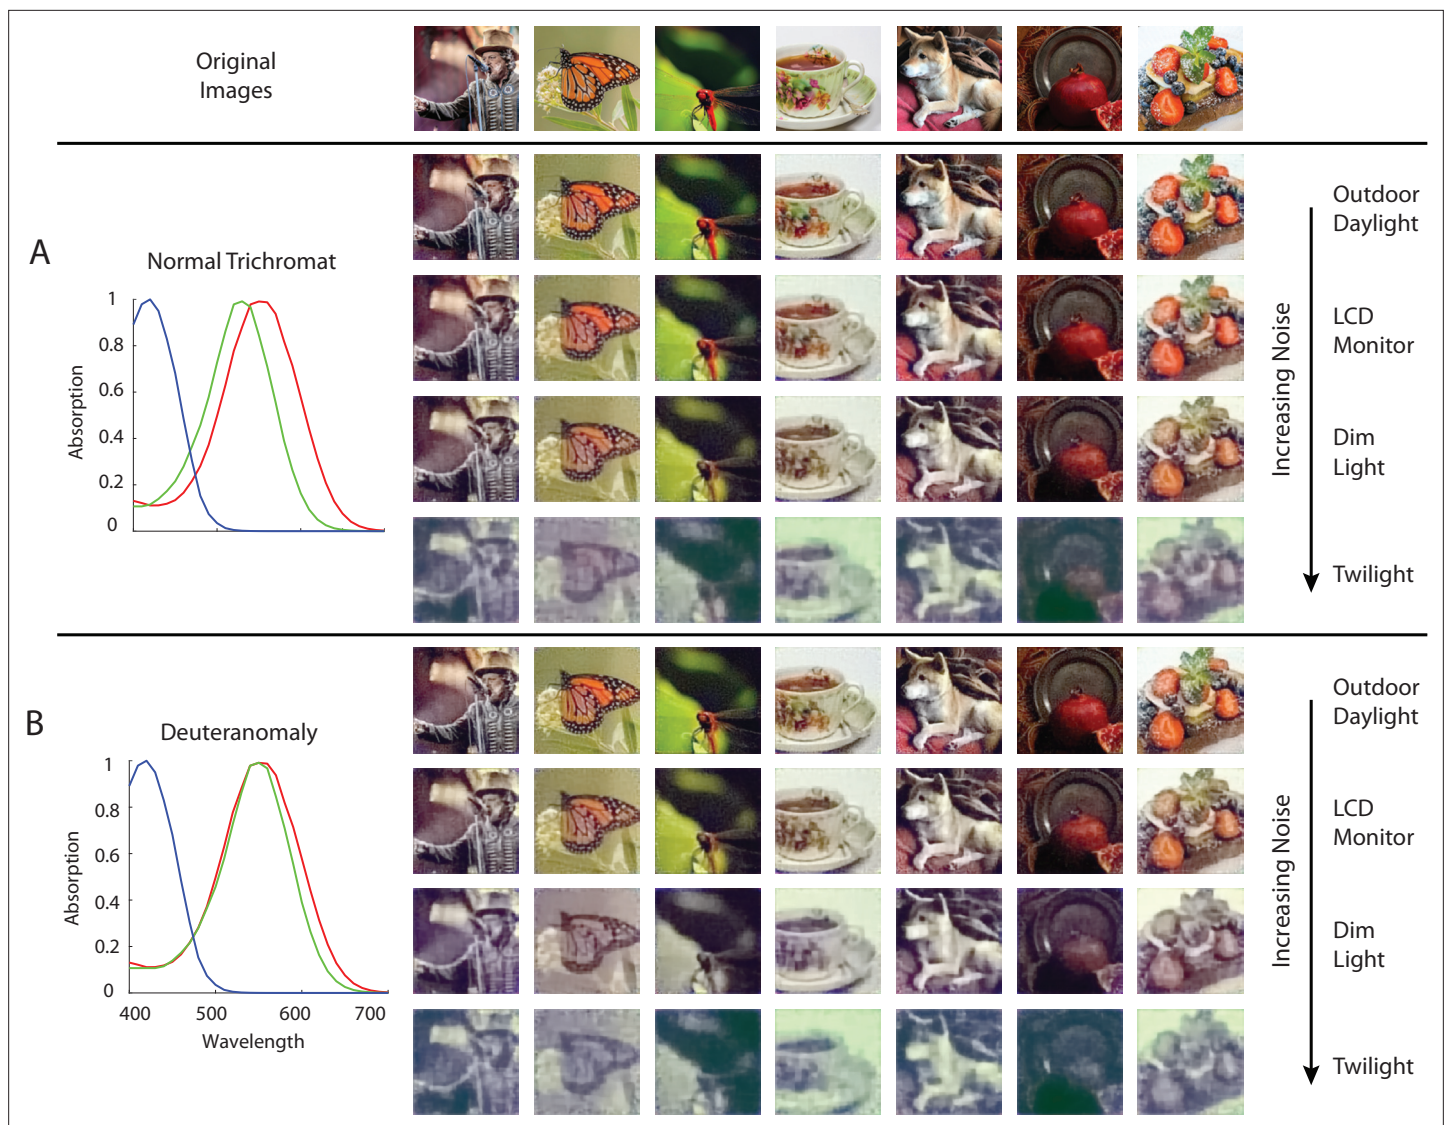 Original
Images
A
Normal Trichromat
Absorption
1
0.8
0.6
0.4
0.2
0
Increasing Noise
Outdoor
Daylight
LCD
Monitor
Dim
Light
Twilight
B
Deuteranomaly
Absorption
1
0.8
0.6
0.4
0.2
0
400 500 600 700
Wavelength
Increasing Noise
Outdoor
Daylight
LCD
Monitor
Dim
Light
Twilight